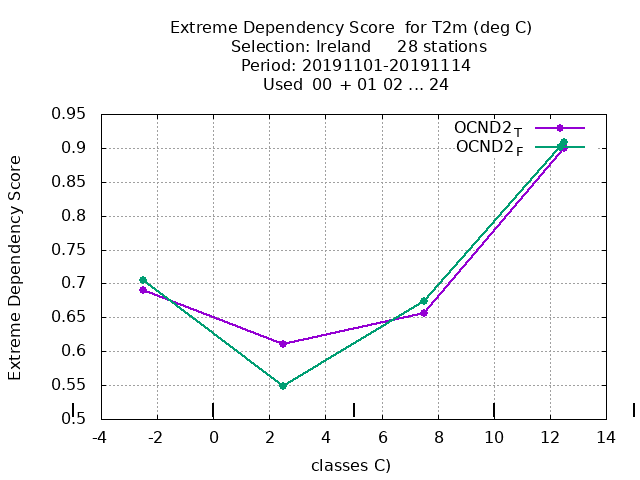 Extreme Dependency Score  for T2m (deg C)
Selection: Ireland     28 stations
Period: 20191101-20191114
Used  00 + 01 02 ... 24
OCND2T
OCND2F
0.95
0.9
0.85
0.8
0.75
0.7
0.65
0.6
0.55
0.5
Extreme Dependency Score
-4 -2 0 2 4 6 8 10 12 14
classes C)